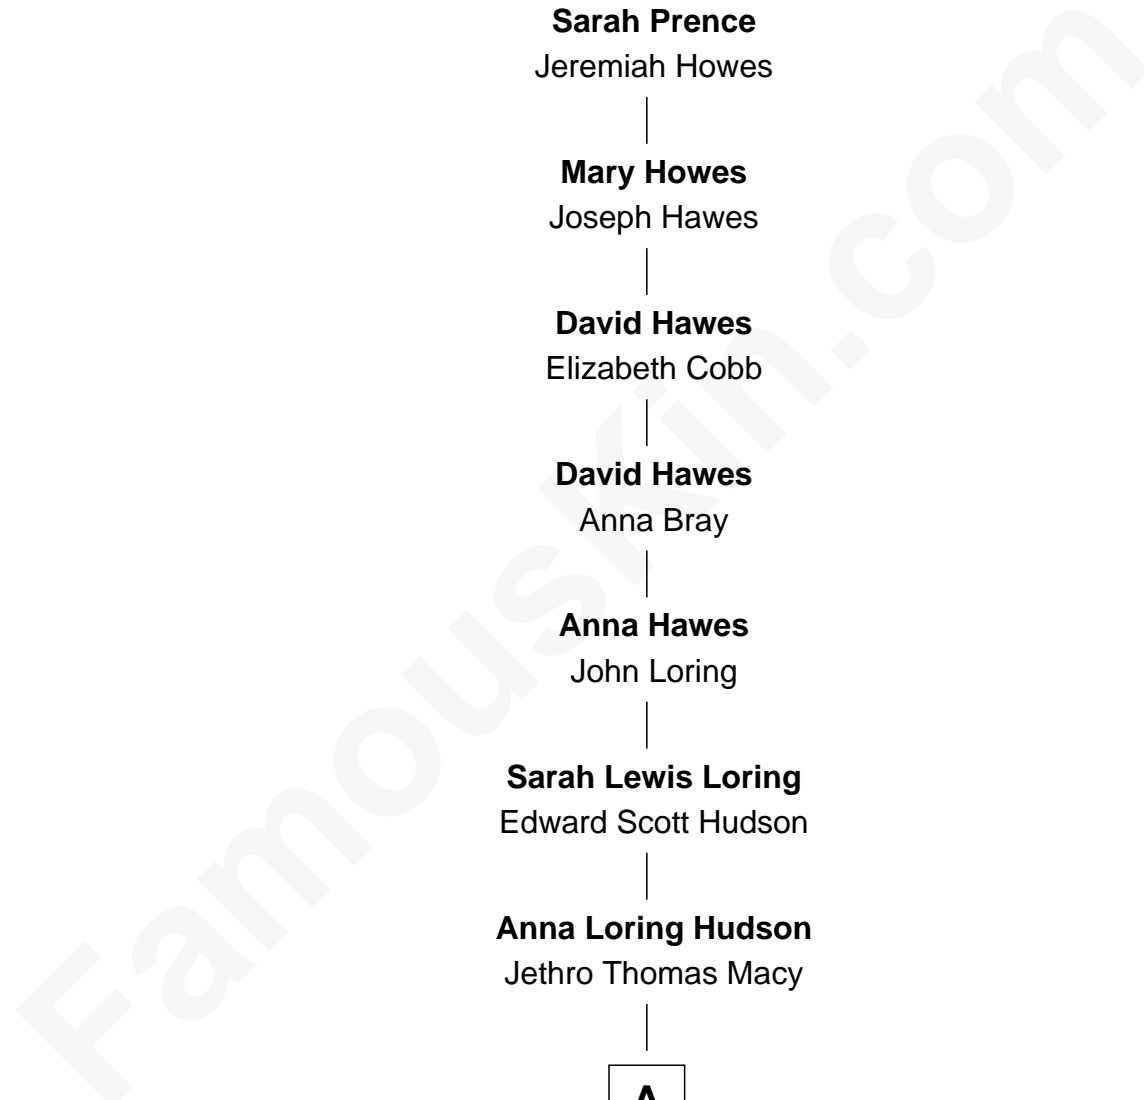 Sarah Prence
Jeremiah Howes
Mary Howes
Joseph Hawes
David Hawes
Elizabeth Cobb
David Hawes
Anna Bray
Anna Hawes
John Loring
Sarah Lewis Loring
Edward Scott Hudson
Anna Loring Hudson
Jethro Thomas Macy
A
FamousKin.com